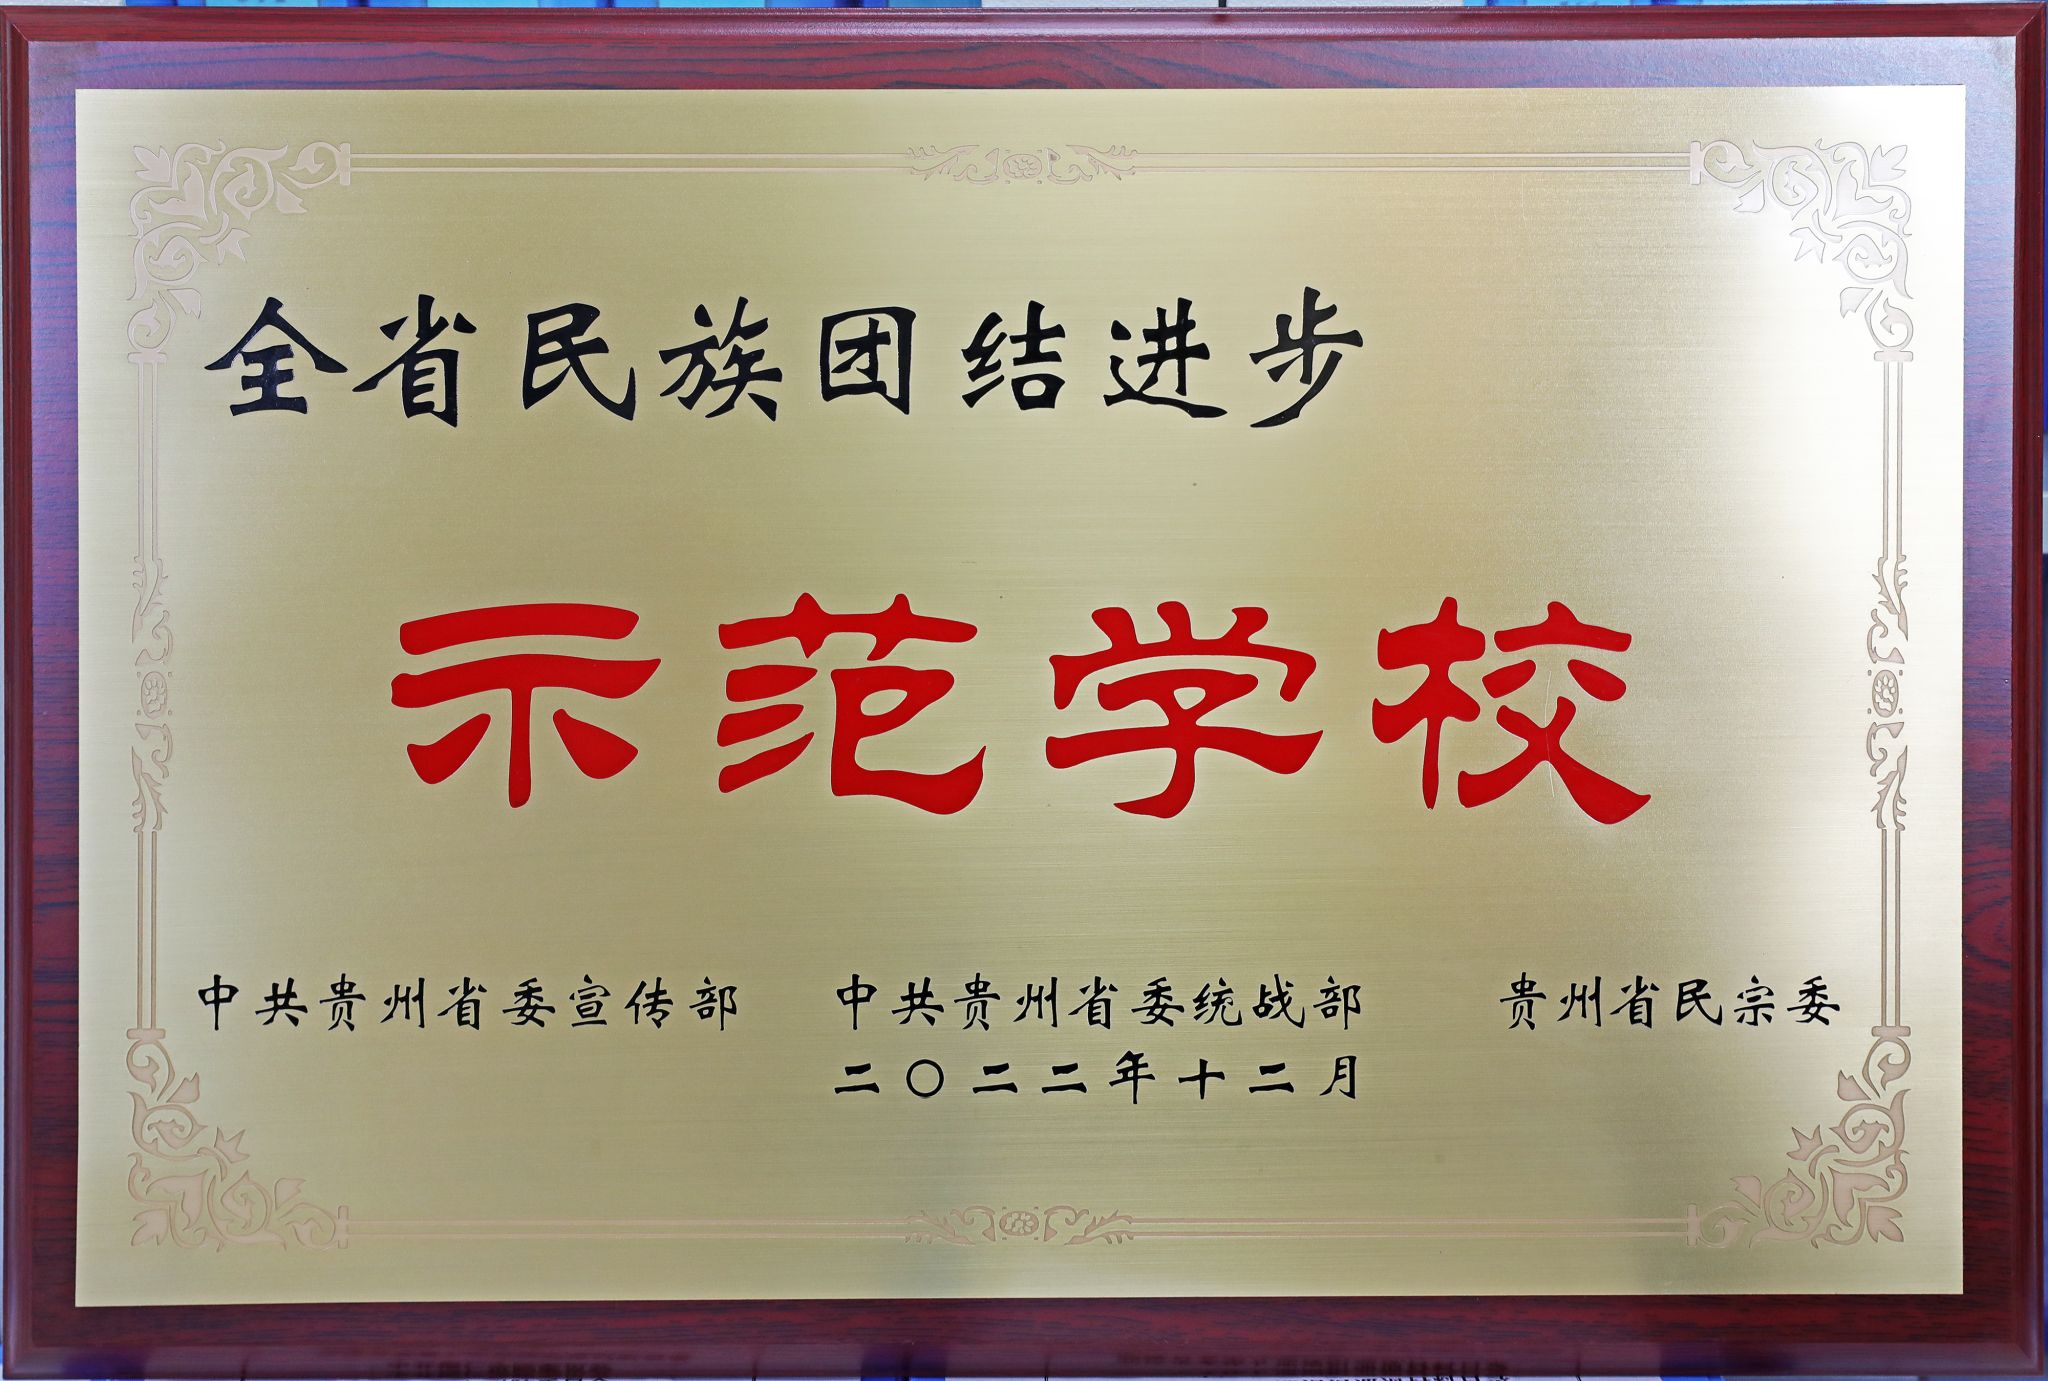 全省民族团结进步
示范学校
中共贵州省委宣传部 中共贵州省委统战部 贵州省民宗委
二〇二二年十二月